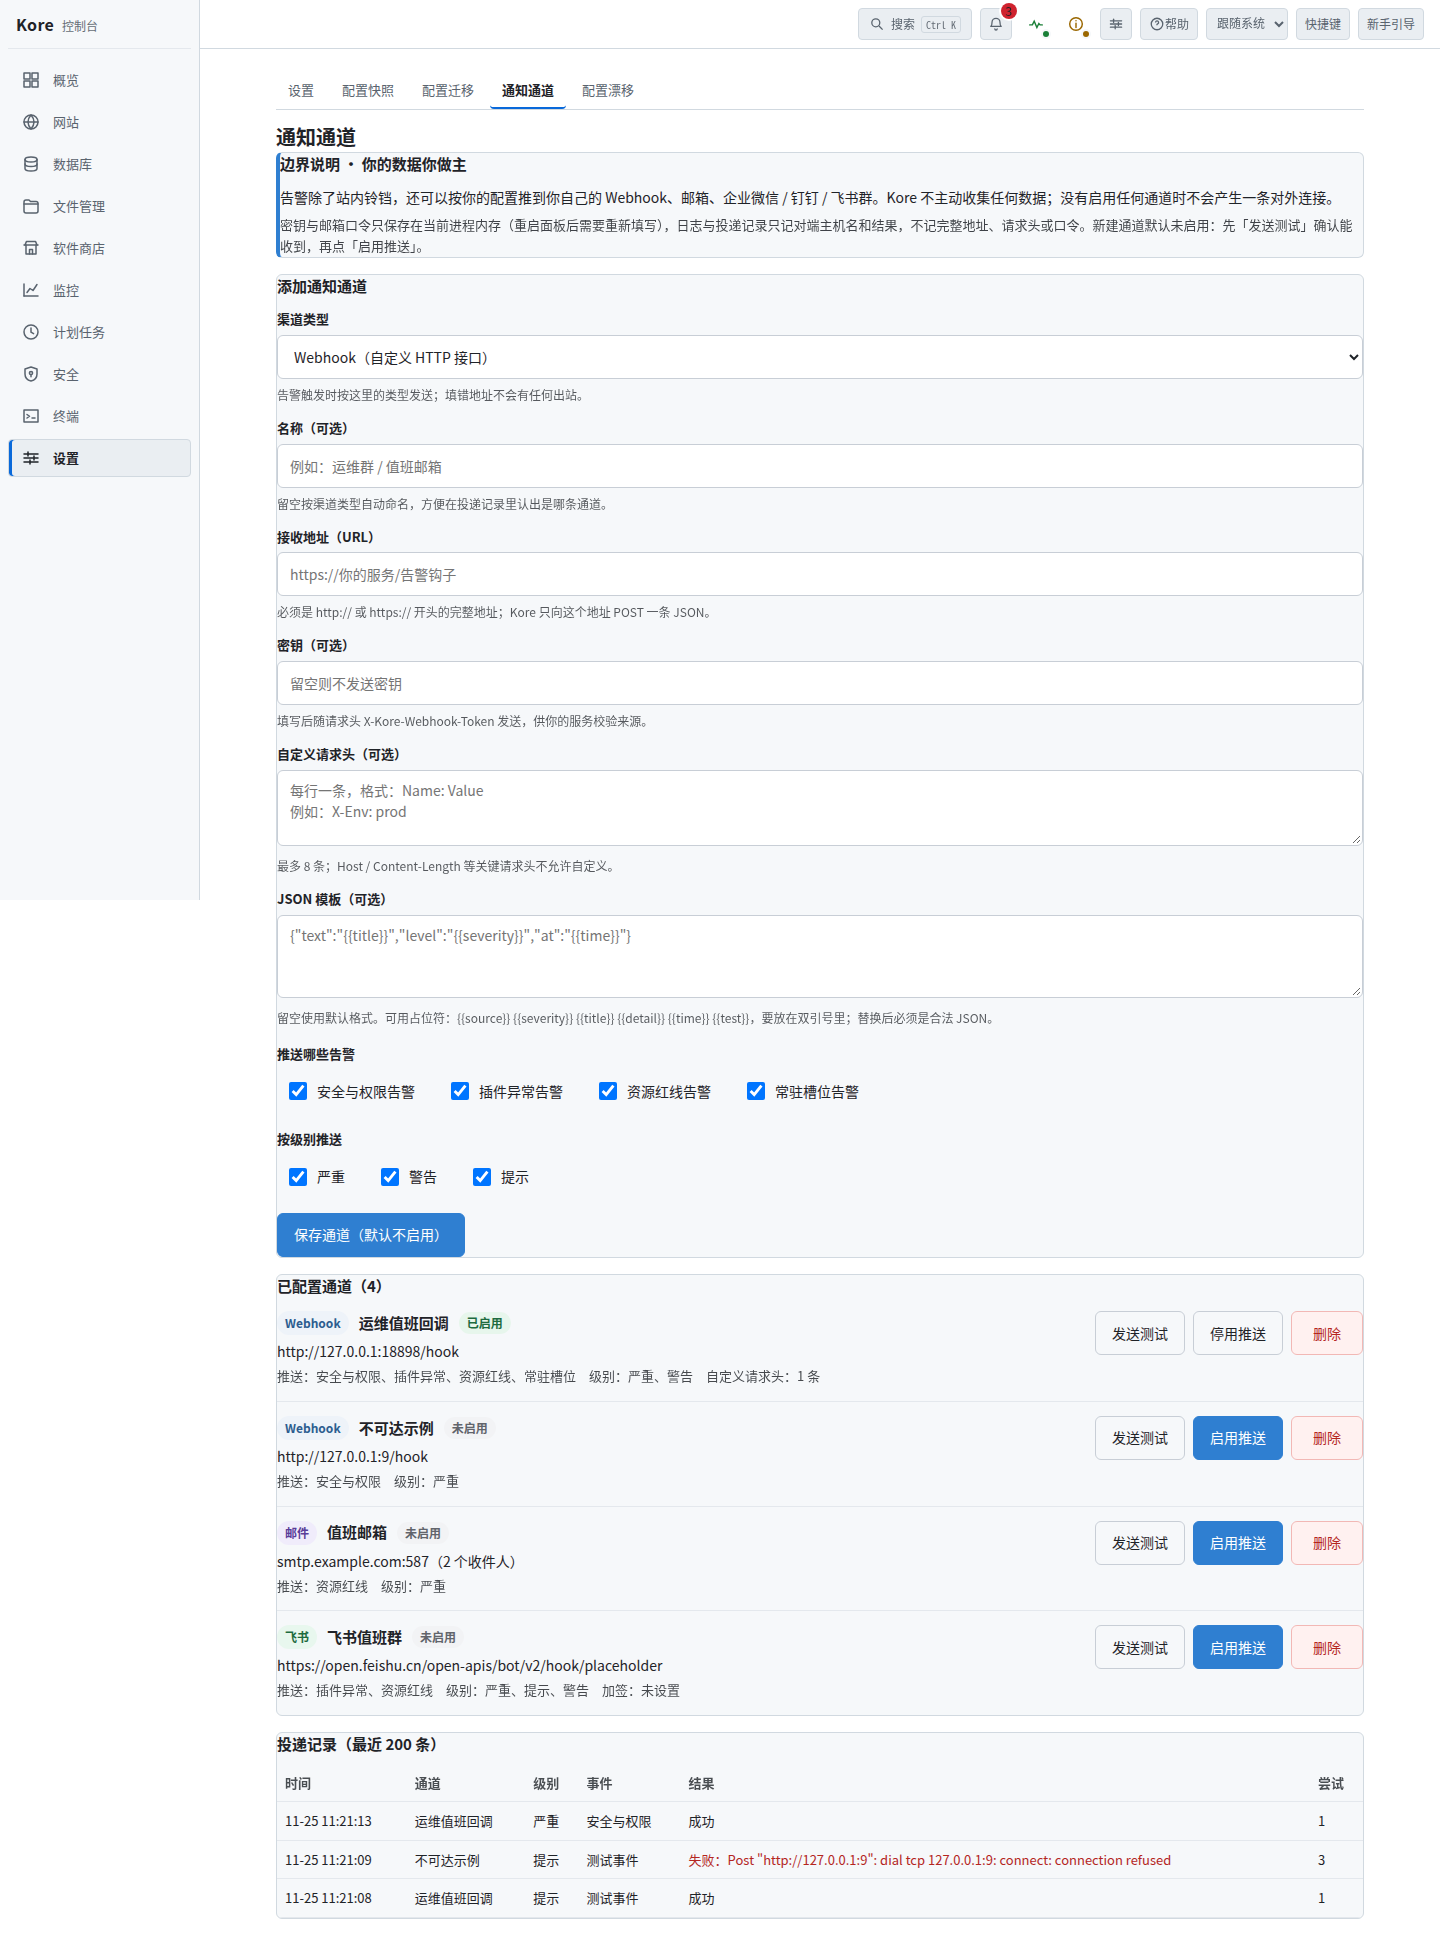 Kore 控制台
搜索 Ctrl K
3
帮助
跟随系统
快捷键
新手引导
概览
网站
数据库
文件管理
软件商店
监控
计划任务
安全
终端
设置
设置 配置快照 配置迁移 通知通道 配置漂移
通知通道
边界说明 · 你的数据你做主
告警除了站内铃铛，还可以按你的配置推到你自己的 Webhook、邮箱、企业微信 / 钉钉 / 飞书群。Kore 不主动收集任何数据；没有启用任何通道时不会产生一条对外连接。
密钥与邮箱口令只保存在当前进程内存（重启面板后需要重新填写），日志与投递记录只记对端主机名和结果，不记完整地址、请求头或口令。新建通道默认未启用：先「发送测试」确认能
收到，再点「启用推送」。
添加通知通道
渠道类型
Webhook（自定义 HTTP 接口）
告警触发时按这里的类型发送；填错地址不会有任何出站。
名称（可选）
例如：运维群 / 值班邮箱
留空按渠道类型自动命名，方便在投递记录里认出是哪条通道。
接收地址（URL）
https://你的服务/告警钩子
必须是 http:// 或 https:// 开头的完整地址；Kore 只向这个地址 POST 一条 JSON。
密钥（可选）
留空则不发送密钥
填写后随请求头 X-Kore-Webhook-Token 发送，供你的服务校验来源。
自定义请求头（可选）
每行一条，格式：Name: Value
例如：X-Env: prod
最多 8 条；Host / Content-Length 等关键请求头不允许自定义。
JSON 模板（可选）
{"text":"{{title}}","level":"{{severity}}","at":"{{time}}"}
留空使用默认格式。可用占位符：{{source}} {{severity}} {{title}} {{detail}} {{time}} {{test}}，要放在双引号里；替换后必须是合法 JSON。
推送哪些告警
安全与权限告警 插件异常告警 资源红线告警 常驻槽位告警
按级别推送
严重 警告 提示
保存通道（默认不启用）
已配置通道（4）
Webhook 运维值班回调 已启用
发送测试 停用推送 删除
http://127.0.0.1:18898/hook
推送：安全与权限、插件异常、资源红线、常驻槽位 级别：严重、警告 自定义请求头：1 条
Webhook 不可达示例 未启用
发送测试 启用推送 删除
http://127.0.0.1:9/hook
推送：安全与权限 级别：严重
邮件 值班邮箱 未启用
发送测试 启用推送 删除
smtp.example.com:587（2 个收件人）
推送：资源红线 级别：严重
飞书 飞书值班群 未启用
发送测试 启用推送 删除
https://open.feishu.cn/open-apis/bot/v2/hook/placeholder
推送：插件异常、资源红线 级别：严重、提示、警告 加签：未设置
投递记录（最近 200 条）
时间 通道 级别 事件 结果 尝试
11-25 11:21:13 运维值班回调 严重 安全与权限 成功 1
11-25 11:21:09 不可达示例 提示 测试事件 失败：Post "http://127.0.0.1:9": dial tcp 127.0.0.1:9: connect: connection refused 3
11-25 11:21:08 运维值班回调 提示 测试事件 成功 1